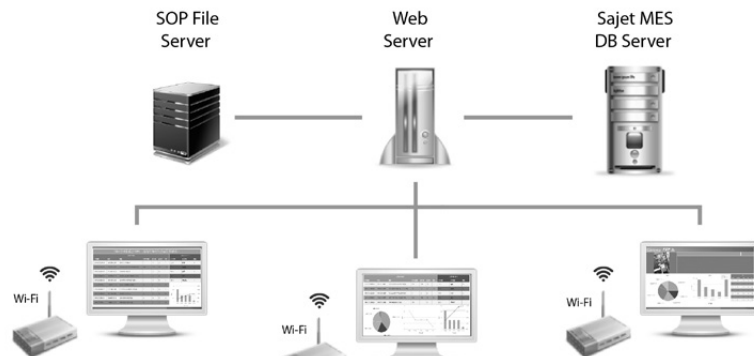 SOP File
Server
Web
Server
Sajet MES
DB Server
Wi-Fi
Wi-Fi
Wi-Fi